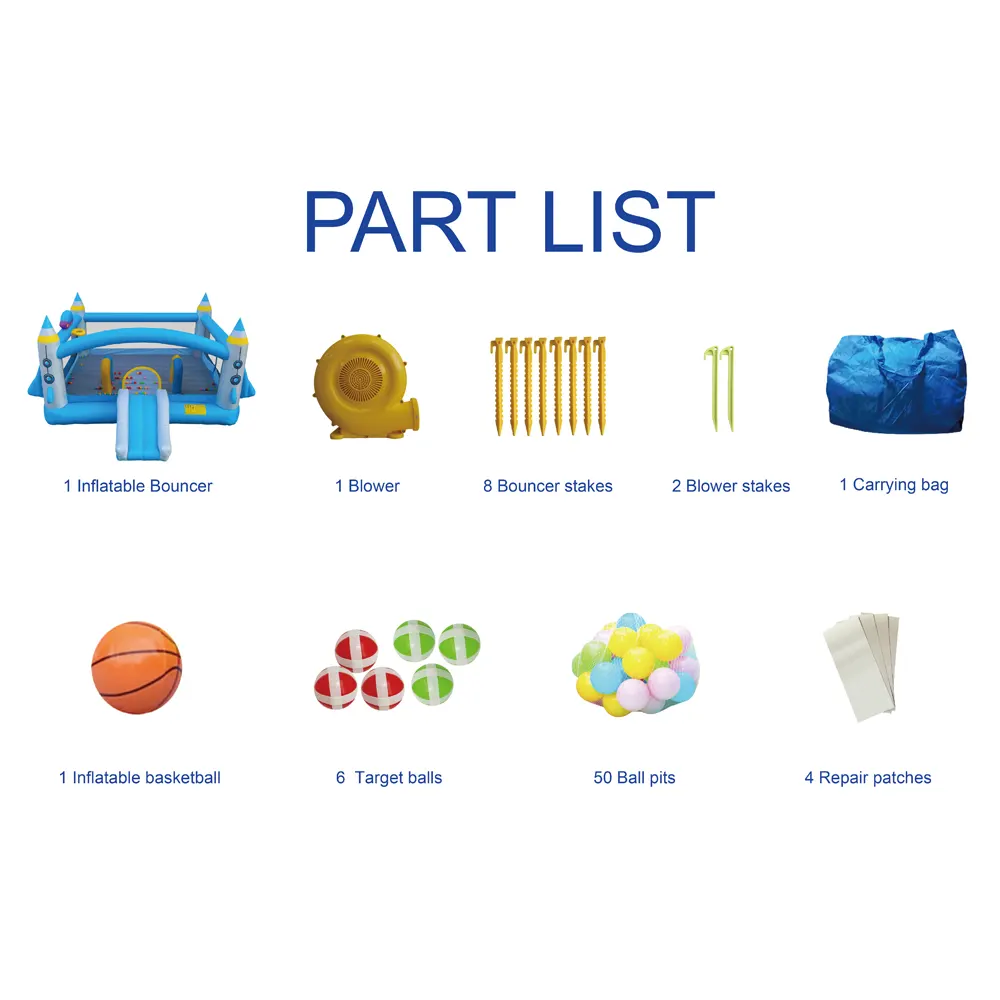 PART LIST
1 Inflatable Bouncer
1 Blower
8 Bouncer stakes
2 Blower stakes
1 Carrying bag
1 Inflatable basketball
6 Target balls
50 Ball pits
4 Repair patches